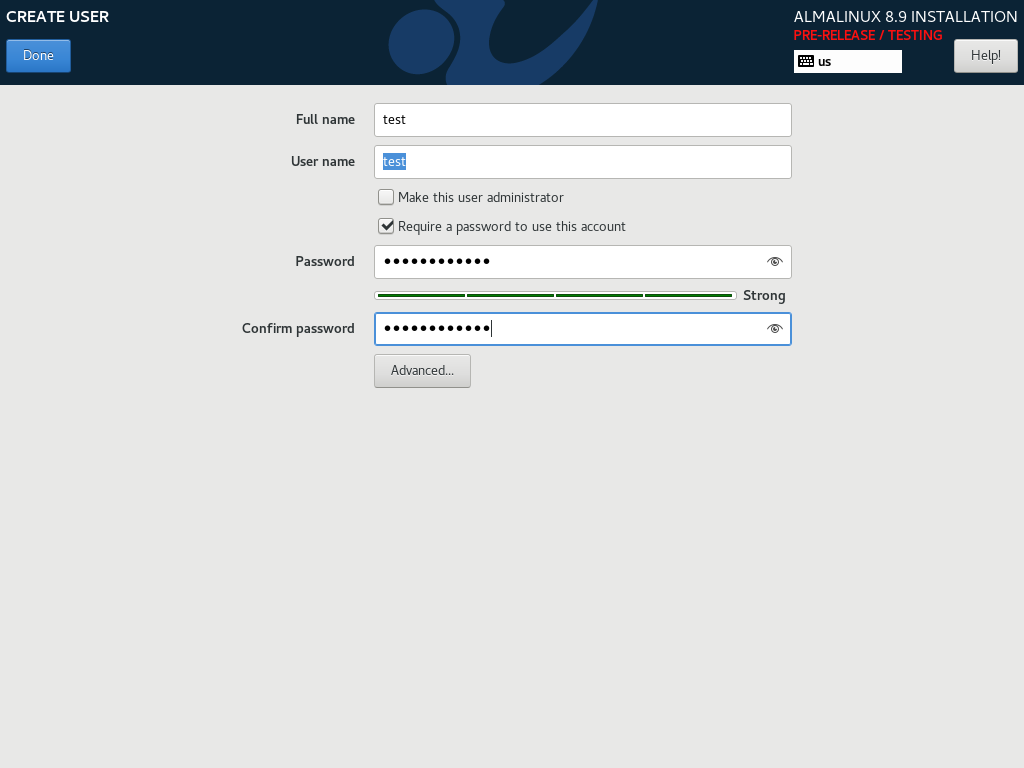 CREATE USER
ALMALINUX 8.9 INSTALLATION
PRE-RELEASE / TESTING
Done
us
Help!
Full name
test
User name
test
Make this user administrator
Require a password to use this account
Password
●●●●●●●●●●●●
Strong
Confirm password
●●●●●●●●●●●●
Advanced...